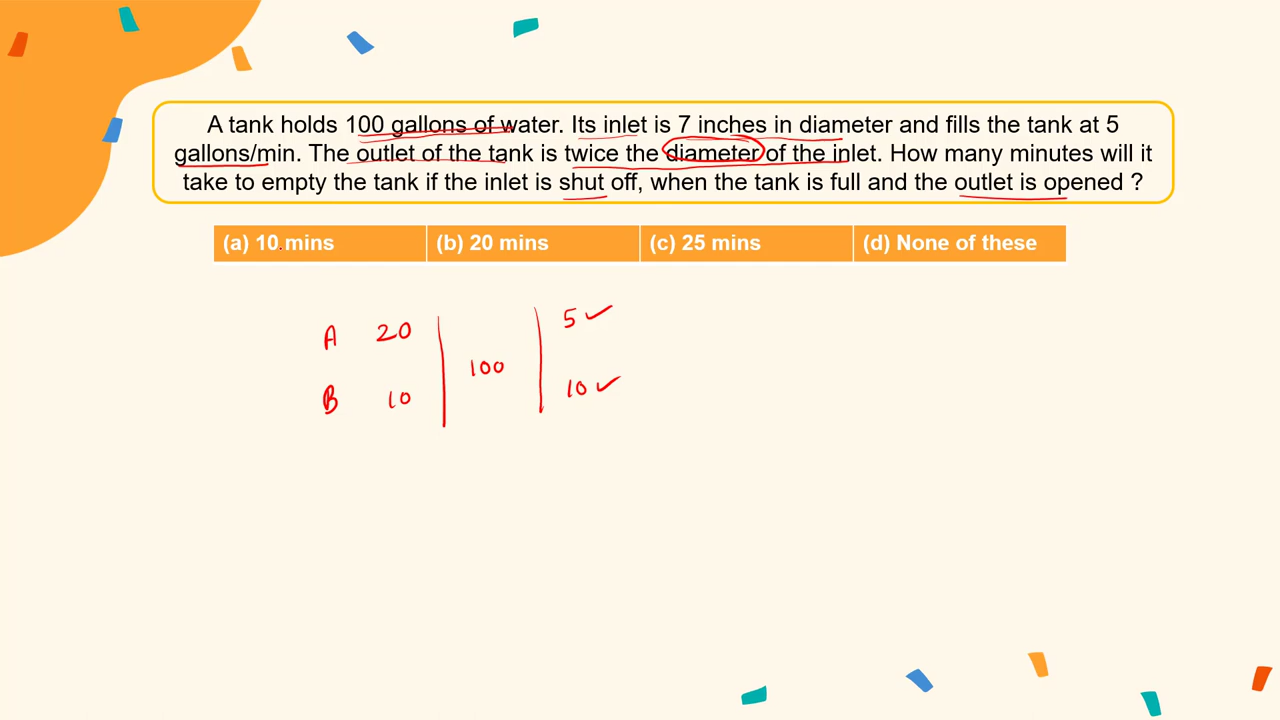 A tank holds 100 gallons of water. Its inlet is 7 inches in diameter and fills the tank at 5
gallons/min. The outlet of the tank is twice the diameter of the inlet. How many minutes will it
take to empty the tank if the inlet is shut off, when the tank is full and the outlet is opened ?
(a) 10 mins (b) 20 mins (c) 25 mins (d) None of these
A 20 5 ✓
100
B 10 10 ✓